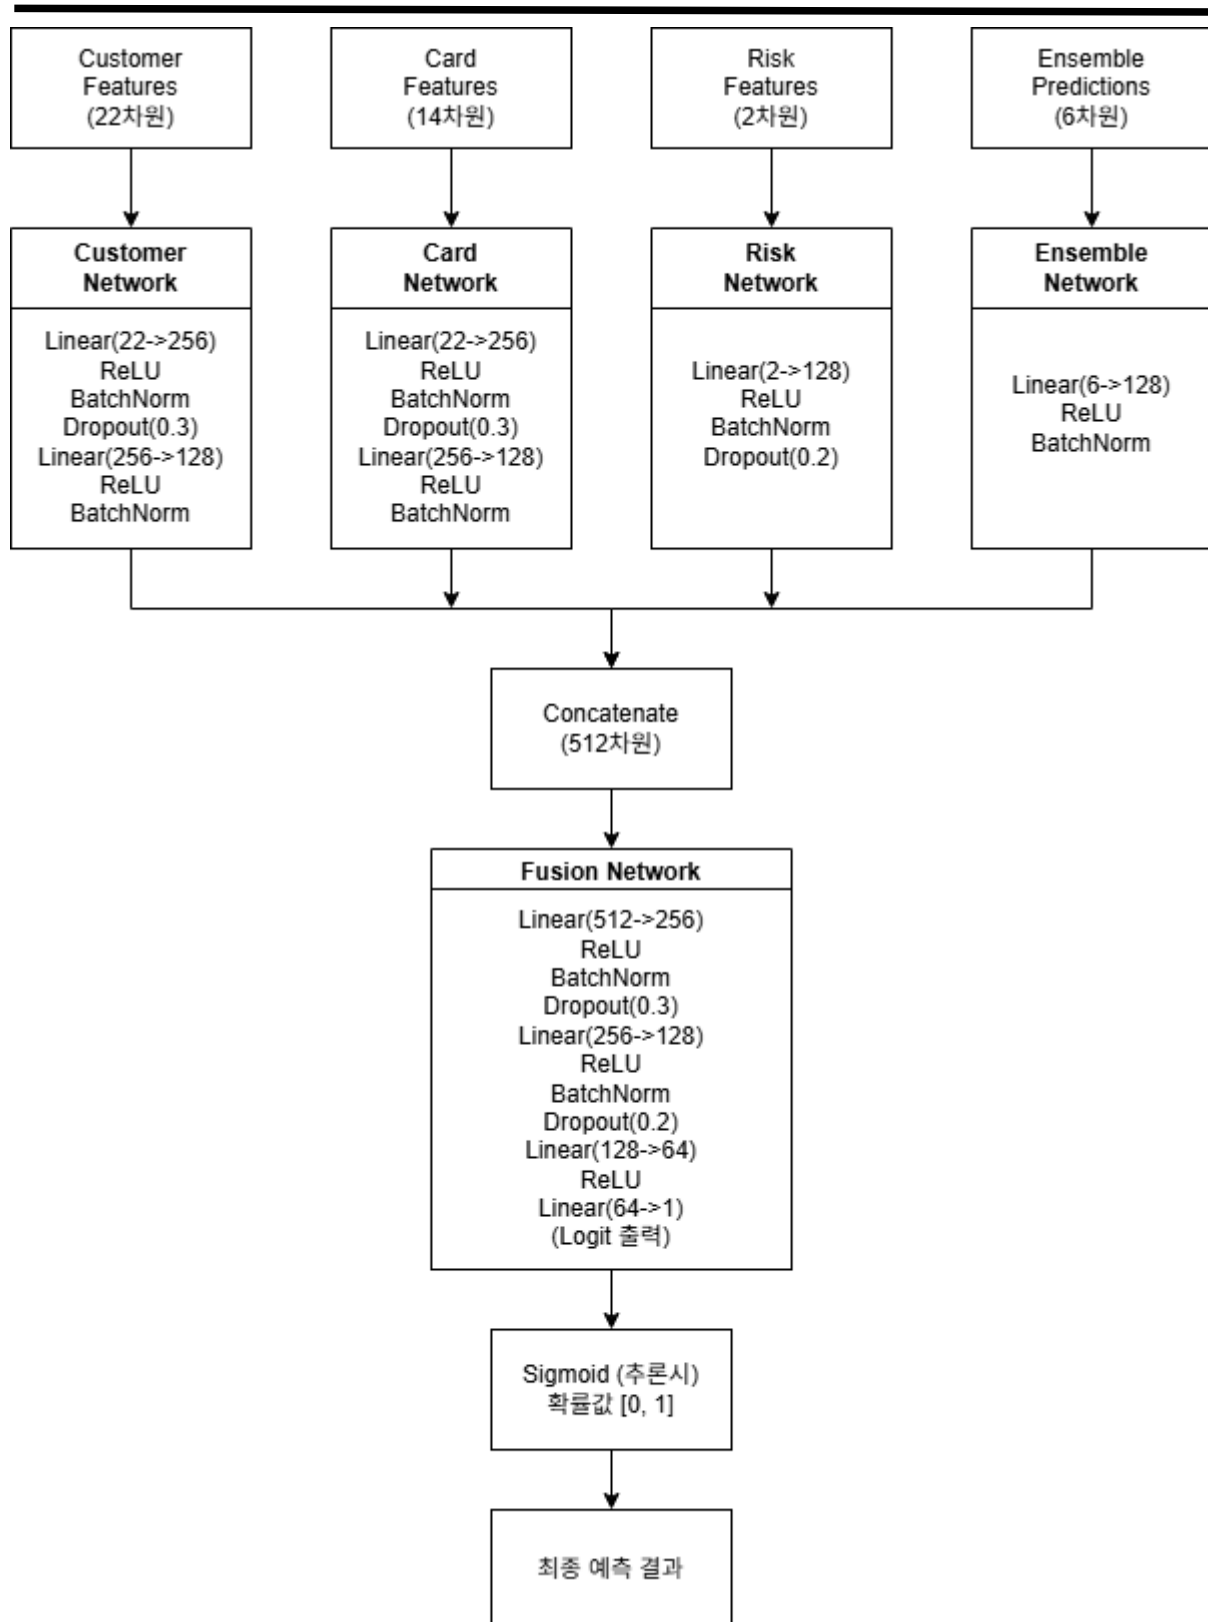 Customer
Features
(22차원)
Card
Features
(14차원)
Risk
Features
(2차원)
Ensemble
Predictions
(6차원)
Customer
Network
Linear(22->256)
ReLU
BatchNorm
Dropout(0.3)
Linear(256->128)
ReLU
BatchNorm
Card
Network
Linear(22->256)
ReLU
BatchNorm
Dropout(0.3)
Linear(256->128)
ReLU
BatchNorm
Risk
Network
Linear(2->128)
ReLU
BatchNorm
Dropout(0.2)
Ensemble
Network
Linear(6->128)
ReLU
BatchNorm
Concatenate
(512차원)
Fusion Network
Linear(512->256)
ReLU
BatchNorm
Dropout(0.3)
Linear(256->128)
ReLU
BatchNorm
Dropout(0.2)
Linear(128->64)
ReLU
Linear(64->1)
(Logit 출력)
Sigmoid (추론시)
확률값 [0, 1]
최종 예측 결과